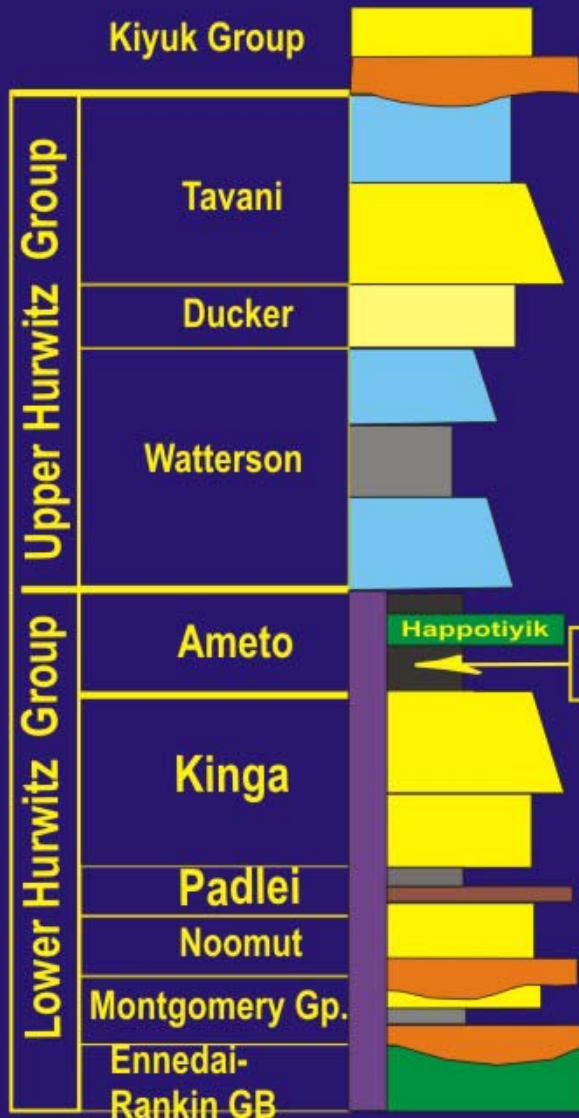 Kiyuk Group
Upper Hurwitz Group
Tavani
Ducker
Watterson
Lower Hurwitz Group
Ameto
Happotiyik
Kinga
Padlei
Noomut
Montgomery Gp.
Ennedai-
Rankin GB